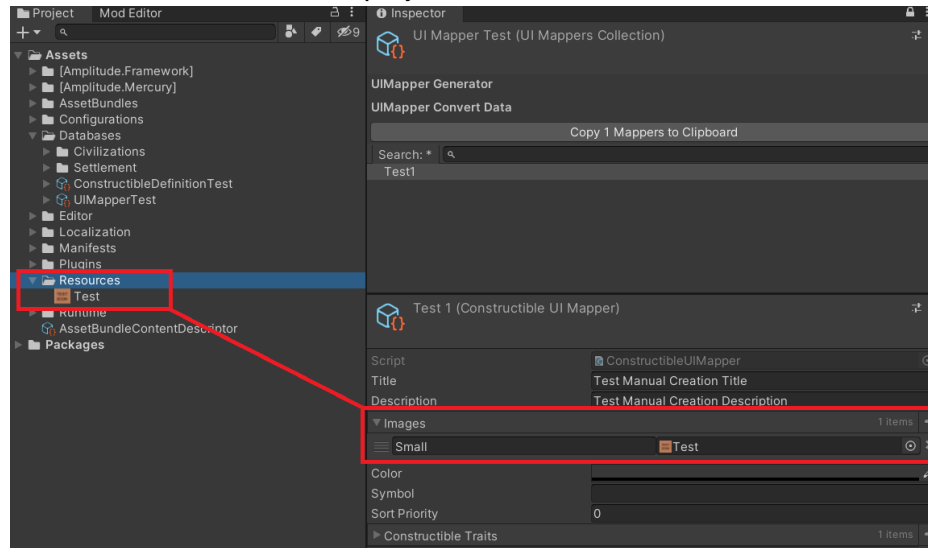 Project Mod Editor
9
Assets
[Amplitude.Framework]
[Amplitude.Mercury]
AssetBundles
Configurations
Databases
Civilizations
Settlement
ConstructibleDefinitionTest
UIMapperTest
Editor
Localization
Manifests
Plugins
Resources
Test
Runtime
AssetBundleContentDescriptor
Packages
Inspector
UI Mapper Test (UI Mappers Collection)
UIMapper Generator
UIMapper Convert Data
Copy 1 Mappers to Clipboard
Search: *
Test1
Test 1 (Constructible UI Mapper)
Script ConstructibleUIMapper
Title Test Manual Creation Title
Description Test Manual Creation Description
Images 1 items
Small Test
Color
Symbol
Sort Priority 0
Constructible Traits 1 items